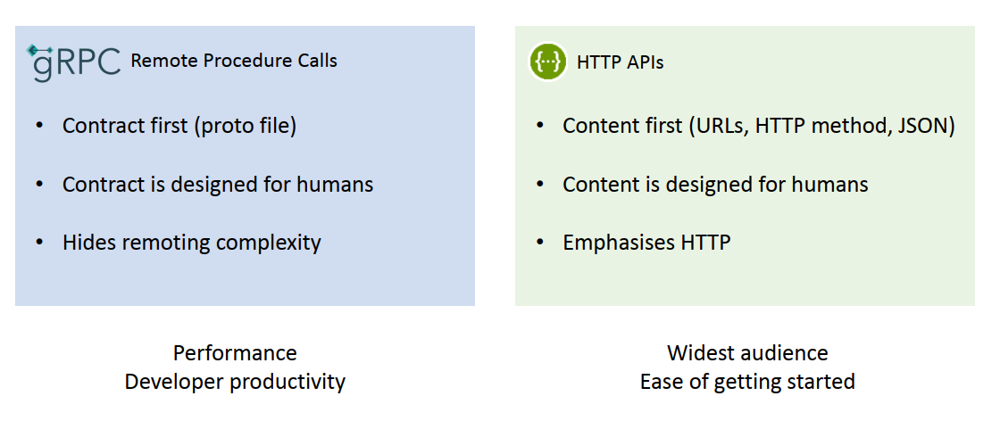 gRPC Remote Procedure Calls
• Contract first (proto file)
• Contract is designed for humans
• Hides remoting complexity
Performance
Developer productivity
{···} HTTP APIs
• Content first (URLs, HTTP method, JSON)
• Content is designed for humans
• Emphasises HTTP
Widest audience
Ease of getting started